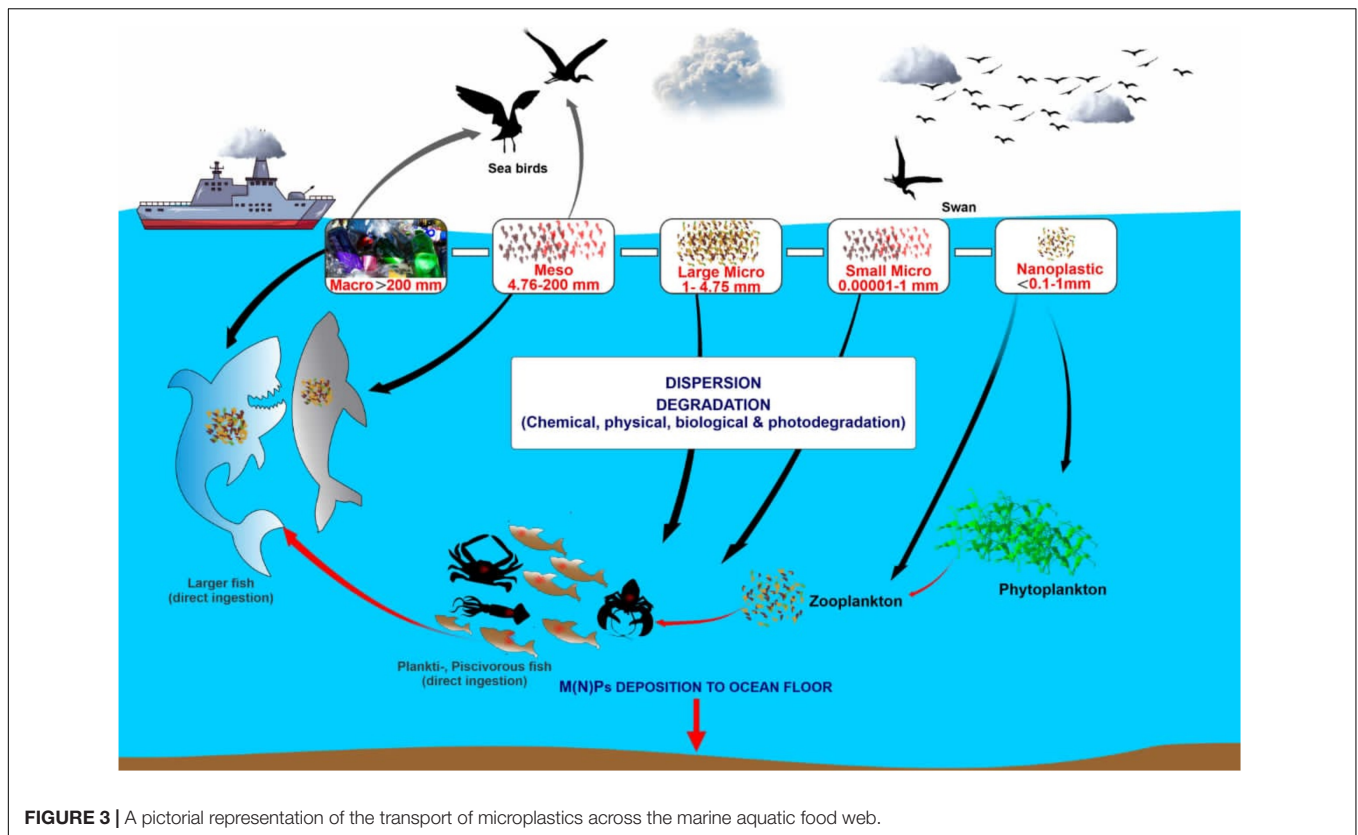 Sea birds
Swan
Macro >200 mm
Meso
4.76-200 mm
Large Micro
1- 4.75 mm
Small Micro
0.00001-1 mm
Nanoplastic
<0.1-1mm
DISPERSION
DEGRADATION
(Chemical, physical, biological & photodegradation)
Larger fish
(direct ingestion)
Plankti-, Piscivorous fish
(direct ingestion)
Zooplankton
Phytoplankton
M(N)Ps DEPOSITION TO OCEAN FLOOR
FIGURE 3 | A pictorial representation of the transport of microplastics across the marine aquatic food web.